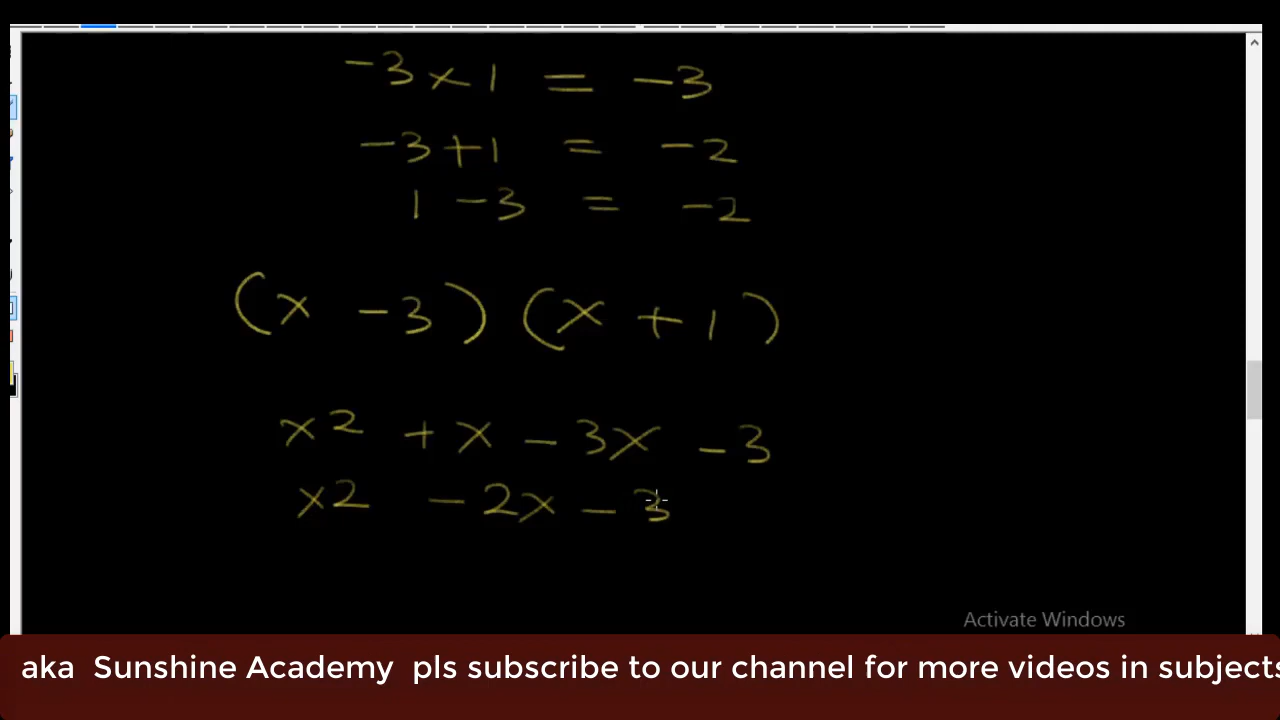 -3 × 1 = -3
-3 + 1 = -2
1 - 3 = -2
(x - 3) (x + 1)
x² + x - 3x - 3
x2 - 2x - 3
Activate Windows
aka Sunshine Academy pls subscribe to our channel for more videos in subjects